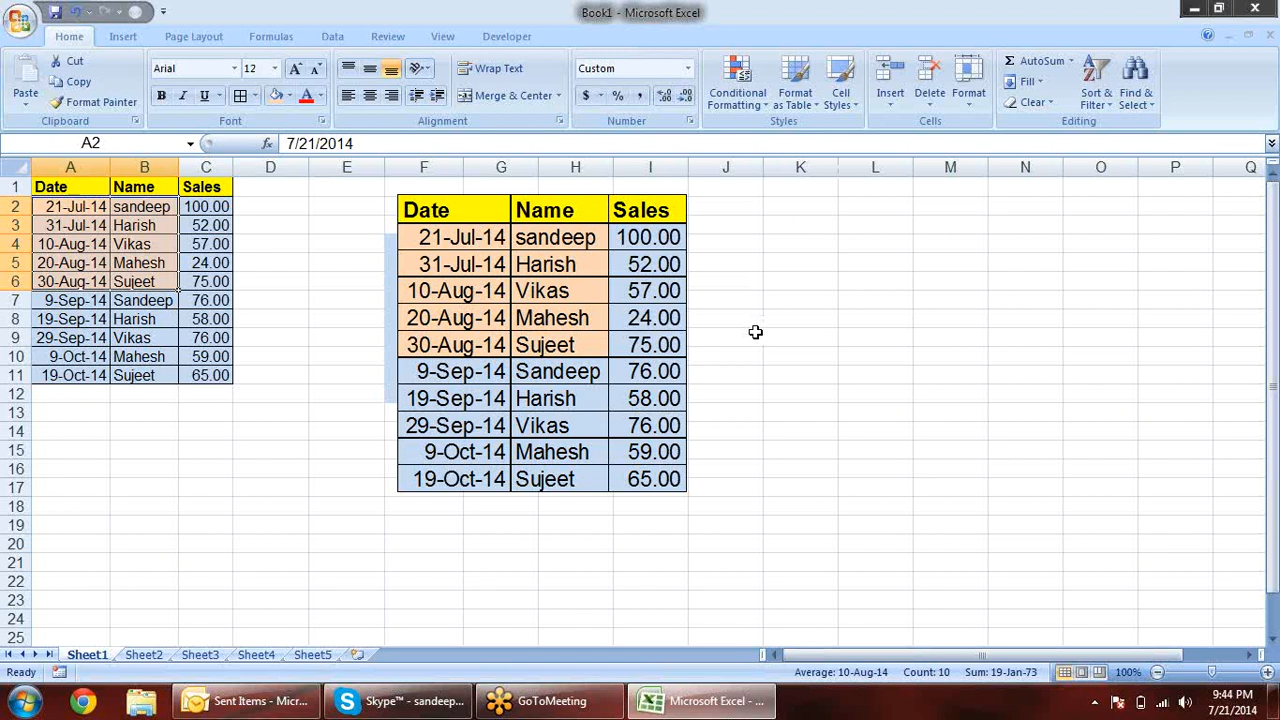 Book1 - Microsoft Excel
Home Insert Page Layout Formulas Data Review View Developer
Cut
Copy
Format Painter
Paste
Clipboard
Arial 12
B I U
Font
Wrap Text
Merge & Center
Alignment
Custom
$ % ,
Number
Conditional Formatting
Format as Table
Cell Styles
Styles
Insert Delete Format
Cells
Σ AutoSum
Fill
Clear
Sort & Filter
Find & Select
Editing
A2 fx 7/21/2014
A B C D E F G H I J K L M N O P Q
1 Date Name Sales
2 21-Jul-14 sandeep 100.00
3 31-Jul-14 Harish 52.00
4 10-Aug-14 Vikas 57.00
5 20-Aug-14 Mahesh 24.00
6 30-Aug-14 Sujeet 75.00
7 9-Sep-14 Sandeep 76.00
8 19-Sep-14 Harish 58.00
9 29-Sep-14 Vikas 76.00
10 9-Oct-14 Mahesh 59.00
11 19-Oct-14 Sujeet 65.00
12
13
14
15
16
17
18
19
20
21
22
23
24
25
Date Name Sales
21-Jul-14 sandeep 100.00
31-Jul-14 Harish 52.00
10-Aug-14 Vikas 57.00
20-Aug-14 Mahesh 24.00
30-Aug-14 Sujeet 75.00
9-Sep-14 Sandeep 76.00
19-Sep-14 Harish 58.00
29-Sep-14 Vikas 76.00
9-Oct-14 Mahesh 59.00
19-Oct-14 Sujeet 65.00
Sheet1 Sheet2 Sheet3 Sheet4 Sheet5
Ready Average: 10-Aug-14 Count: 10 Sum: 19-Jan-73 100%
Sent Items - Micr... Skype™ - sandeep... GoToMeeting Microsoft Excel - ...
9:44 PM
7/21/2014